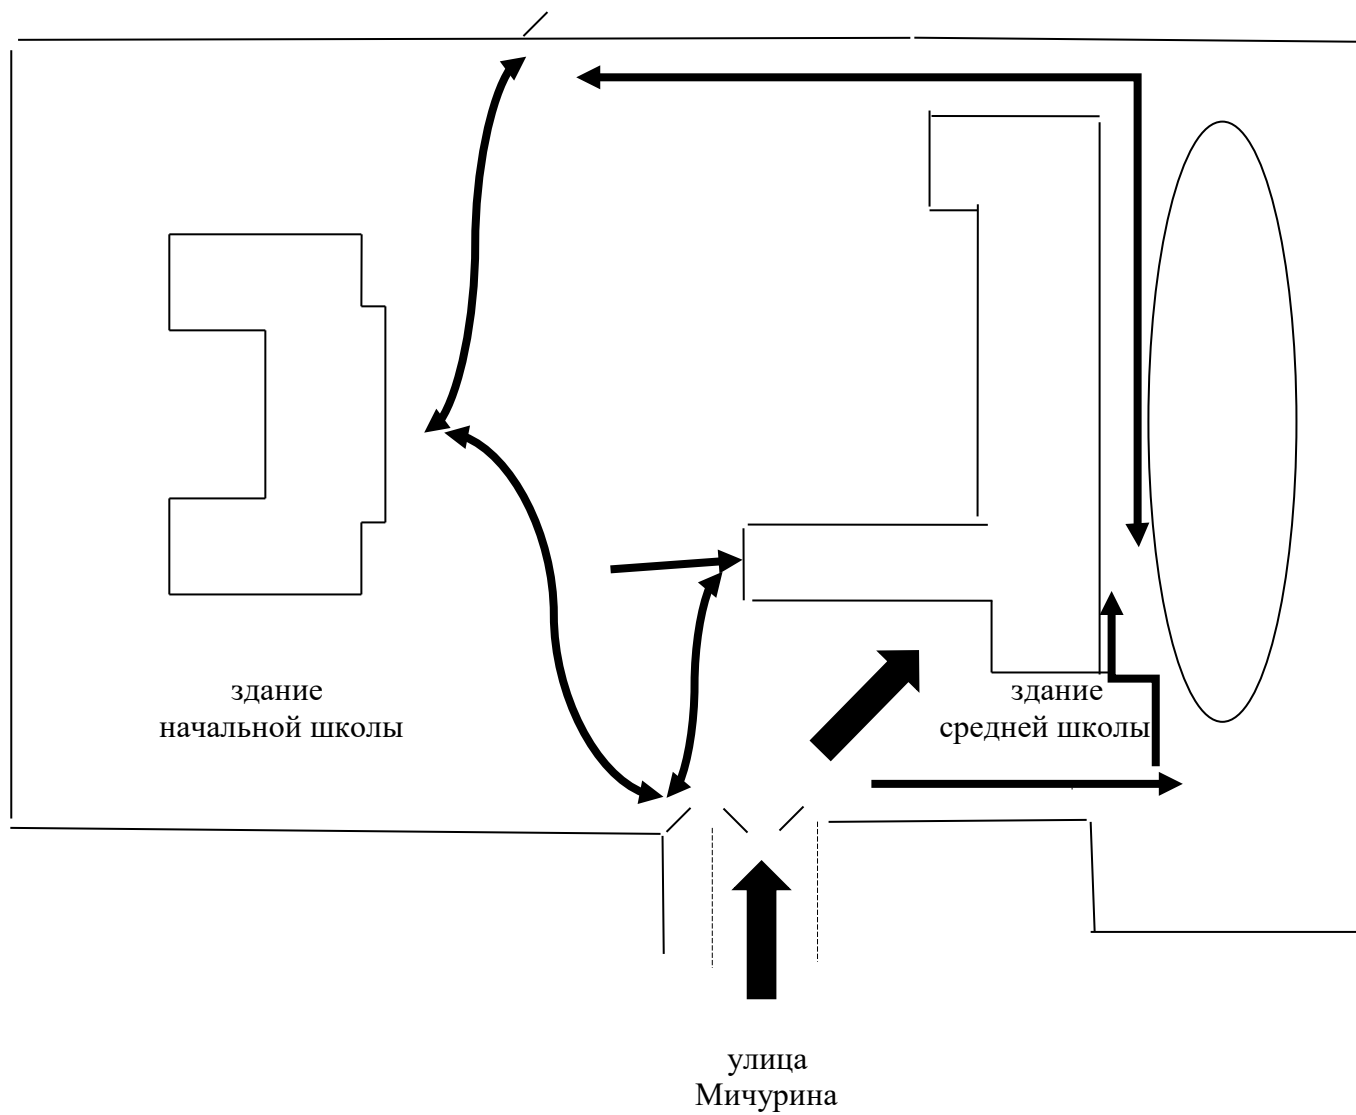 здание
начальной школы
здание
средней школы
улица
Мичурина